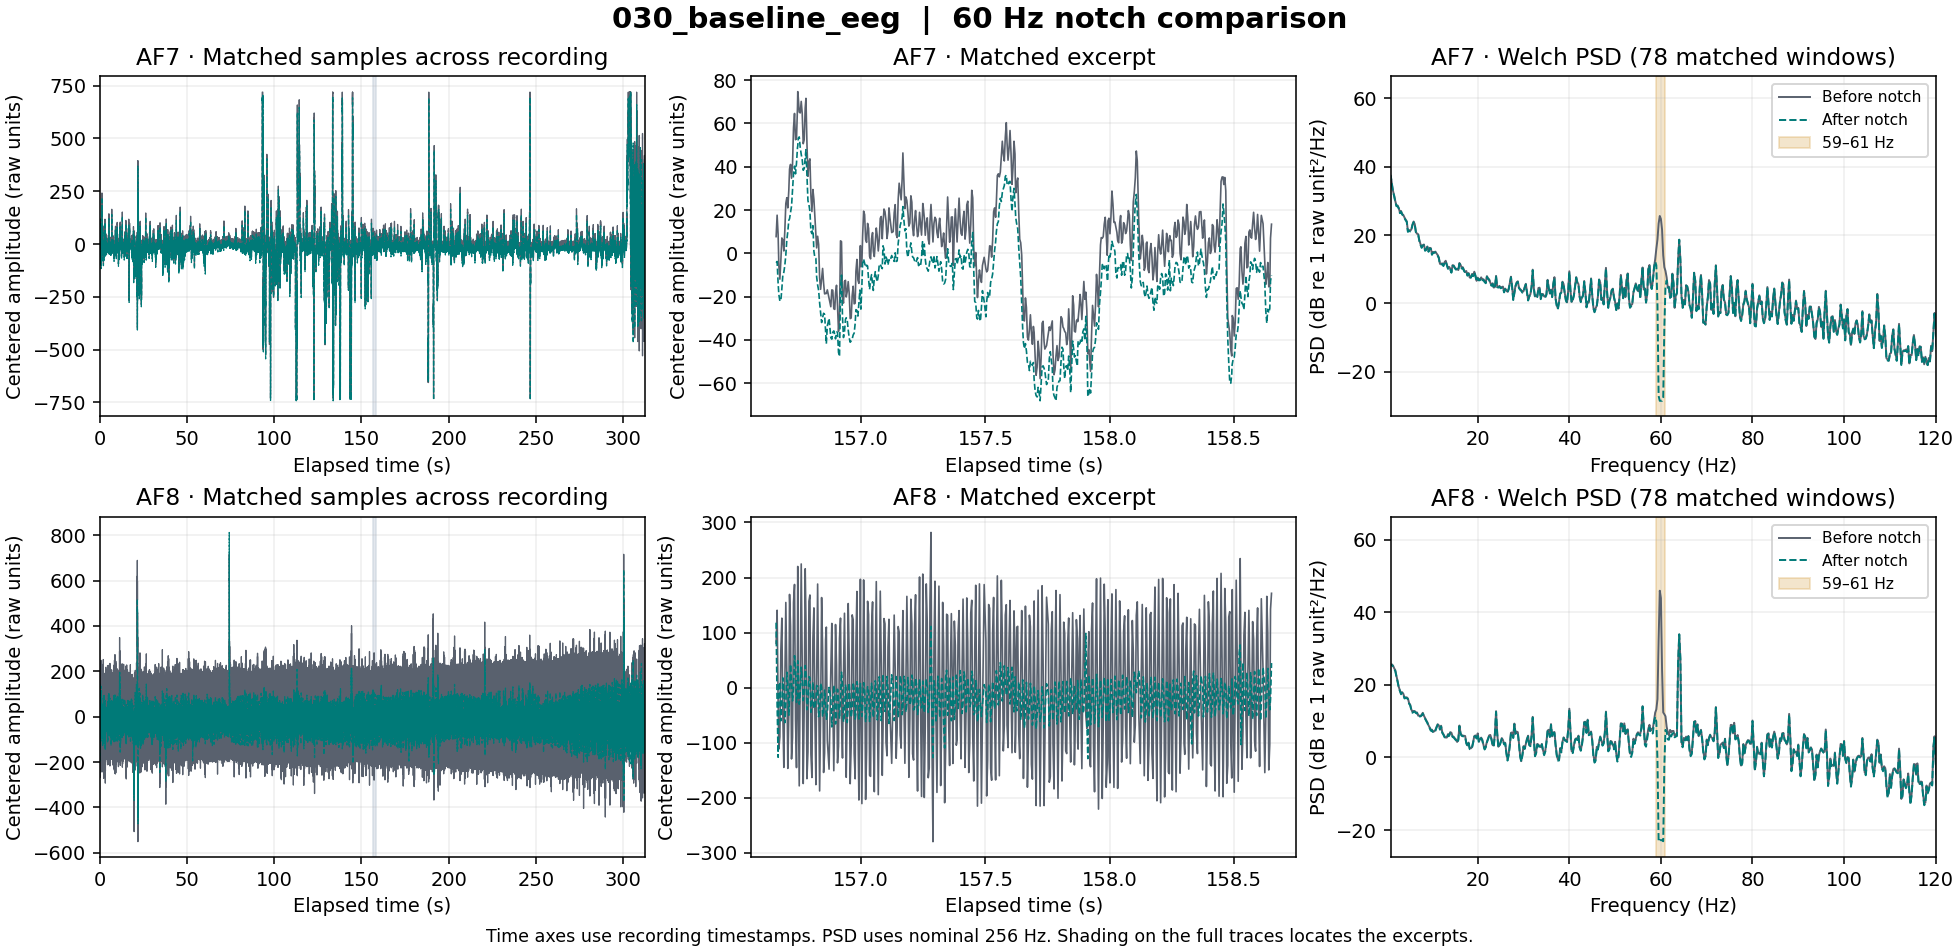 030_baseline_eeg | 60 Hz notch comparison
AF7 · Matched samples across recording
Centered amplitude (raw units)
750
500
250
0
−250
−500
−750
0 50 100 150 200 250 300
Elapsed time (s)
AF7 · Matched excerpt
Centered amplitude (raw units)
80
60
40
20
0
−20
−40
−60
157.0 157.5 158.0 158.5
Elapsed time (s)
AF7 · Welch PSD (78 matched windows)
PSD (dB re 1 raw unit²/Hz)
60
40
20
0
−20
20 40 60 80 100 120
Frequency (Hz)
Before notch
After notch
59–61 Hz
AF8 · Matched samples across recording
Centered amplitude (raw units)
800
600
400
200
0
−200
−400
−600
0 50 100 150 200 250 300
Elapsed time (s)
AF8 · Matched excerpt
Centered amplitude (raw units)
300
200
100
0
−100
−200
−300
157.0 157.5 158.0 158.5
Elapsed time (s)
AF8 · Welch PSD (78 matched windows)
PSD (dB re 1 raw unit²/Hz)
60
40
20
0
−20
20 40 60 80 100 120
Frequency (Hz)
Before notch
After notch
59–61 Hz
Time axes use recording timestamps. PSD uses nominal 256 Hz. Shading on the full traces locates the excerpts.